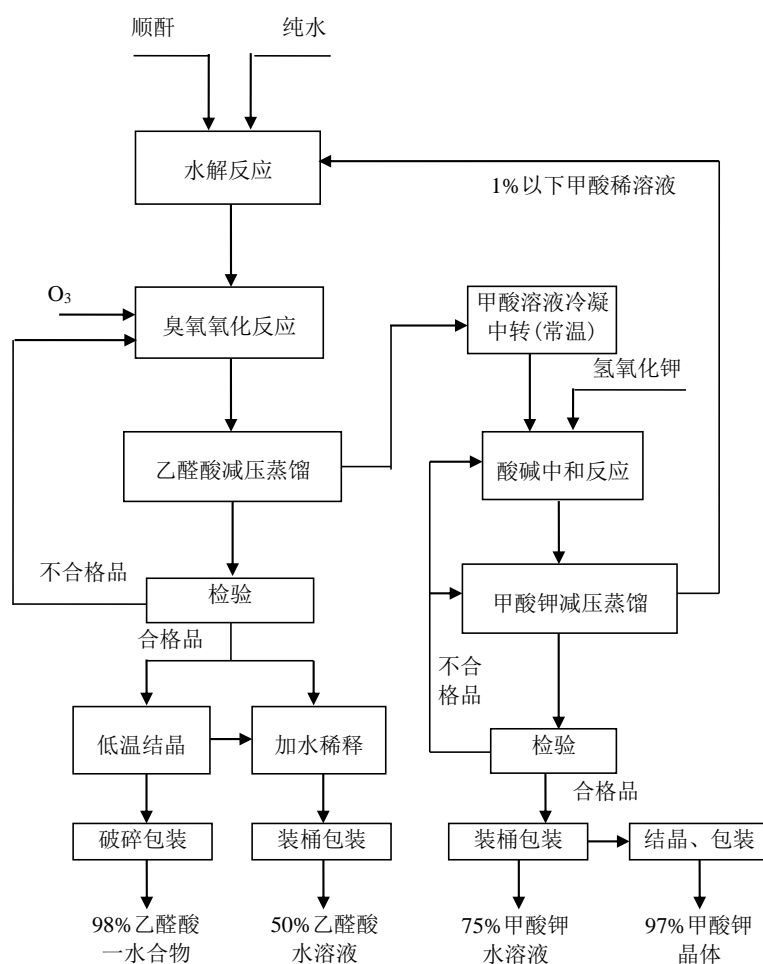 顺酐
纯水
水解反应
1%以下甲酸稀溶液
O₃
臭氧氧化反应
甲酸溶液冷凝
中转(常温)
氢氧化钾
乙醛酸减压蒸馏
酸碱中和反应
不合格品
检验
甲酸钾减压蒸馏
合格品
不合
格品
低温结晶
加水稀释
检验
合格品
破碎包装
装桶包装
装桶包装
结晶、包装
98%乙醛酸
一水合物
50%乙醛酸
水溶液
75%甲酸钾
水溶液
97%甲酸钾
晶体